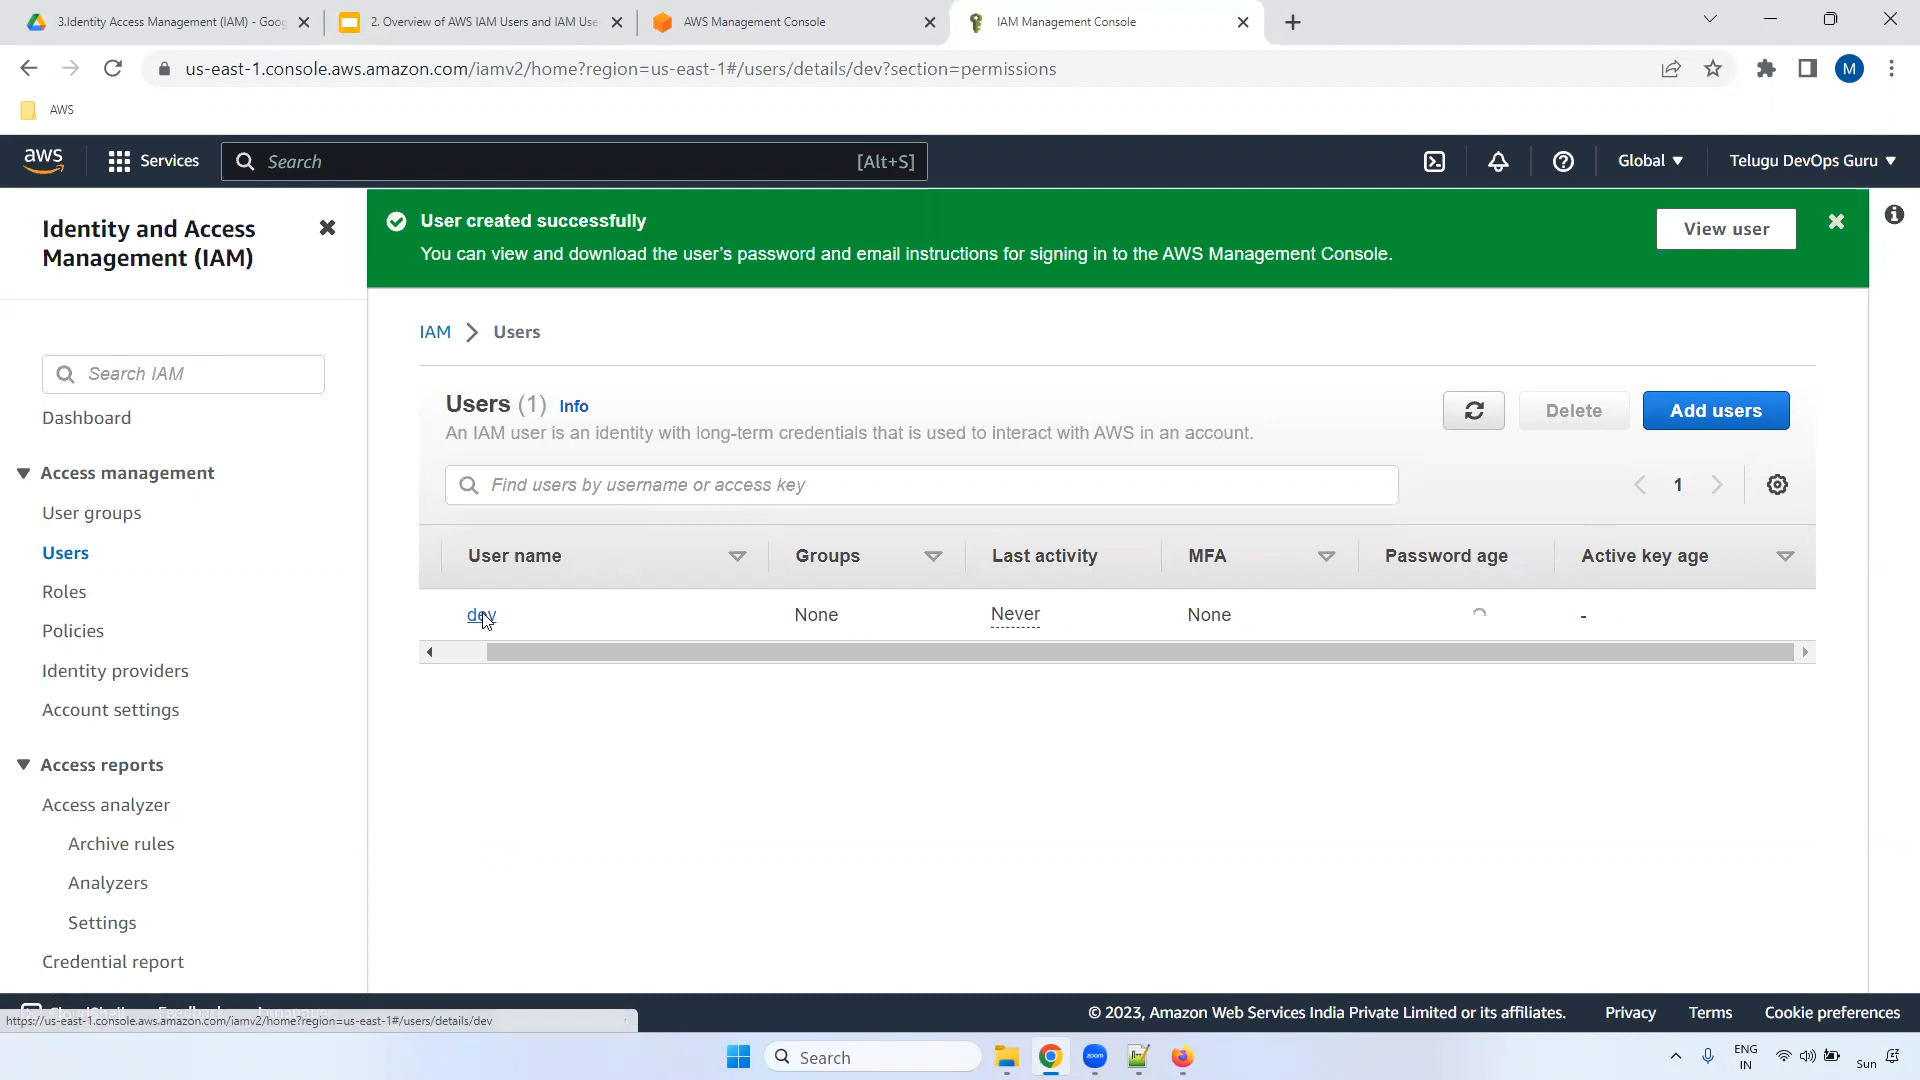 3.Identity Access Management (IAM) - Goog
2. Overview of AWS IAM Users and IAM Use
AWS Management Console
IAM Management Console
us-east-1.console.aws.amazon.com/iamv2/home?region=us-east-1#/users/details/dev?section=permissions
M
AWS
aws
Services
Search
[Alt+S]
Global
Telugu DevOps Guru
Identity and Access
Management (IAM)
Search IAM
Dashboard
Access management
User groups
Users
Roles
Policies
Identity providers
Account settings
Access reports
Access analyzer
Archive rules
Analyzers
Settings
Credential report
User created successfully
You can view and download the user's password and email instructions for signing in to the AWS Management Console.
View user
IAM
Users
Users (1) Info
An IAM user is an identity with long-term credentials that is used to interact with AWS in an account.
Delete
Add users
Find users by username or access key
1
User name Groups Last activity MFA Password age Active key age
dev None Never None -
CloudShell Feedback
https://us-east-1.console.aws.amazon.com/iamv2/home?region=us-east-1#/users/details/dev
© 2023, Amazon Web Services India Private Limited or its affiliates. Privacy Terms Cookie preferences
Search
zoom
ENG
IN
Sun